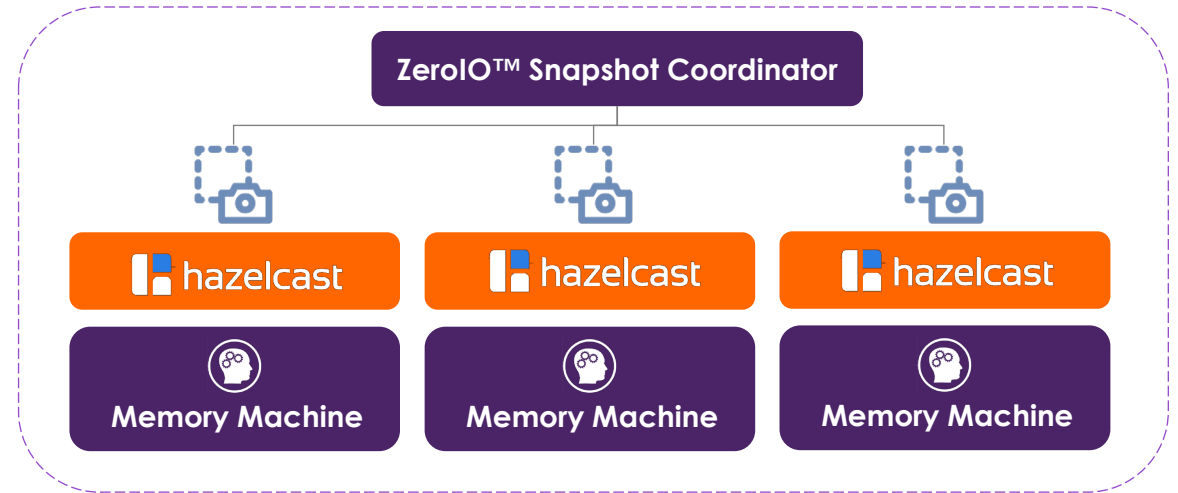 ZeroIO™ Snapshot Coordinator
hazelcast
hazelcast
hazelcast
Memory Machine
Memory Machine
Memory Machine